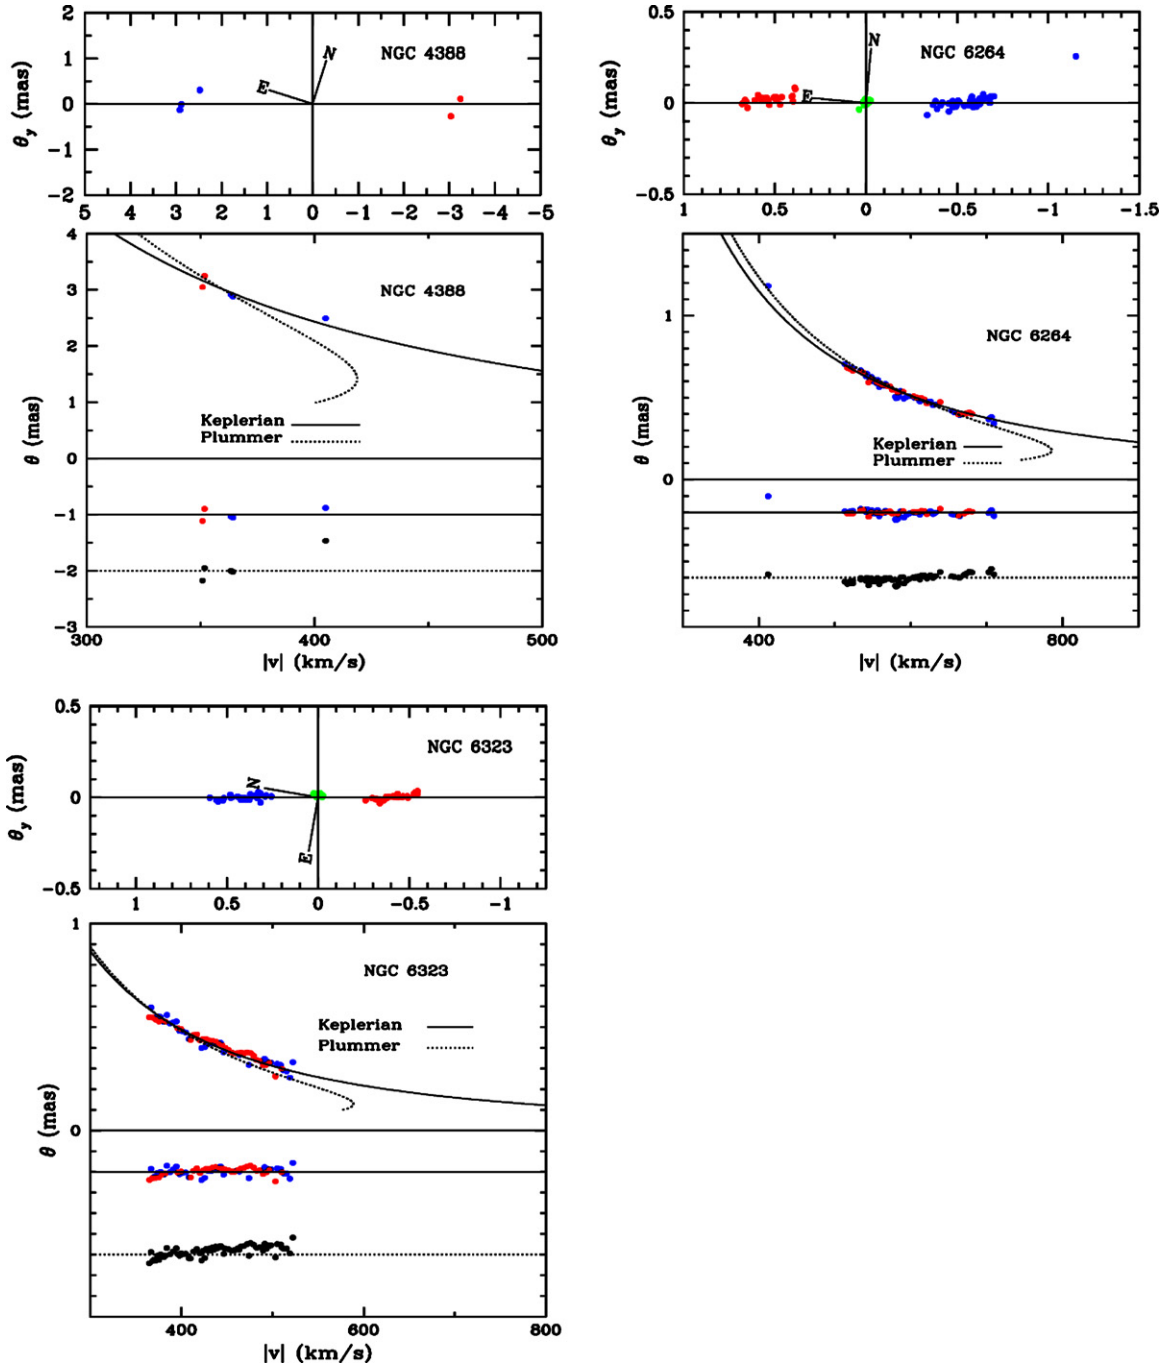 2
1
0
-1
-2
θy (mas)
NGC 4388
N
E
5 4 3 2 1 0 -1 -2 -3 -4 -5
4
3
2
1
0
-1
-2
-3
θ (mas)
NGC 4388
Keplerian
Plummer
300 400 500
|v| (km/s)
0.5
0
-0.5
θy (mas)
NGC 6264
N
E
1 0.5 0 -0.5 -1 -1.5
1
0
θ (mas)
NGC 6264
Keplerian
Plummer
400 800
|v| (km/s)
0.5
0
-0.5
θy (mas)
NGC 6323
N
E
1 0.5 0 -0.5 -1
1
0
θ (mas)
NGC 6323
Keplerian
Plummer
400 600 800
|v| (km/s)